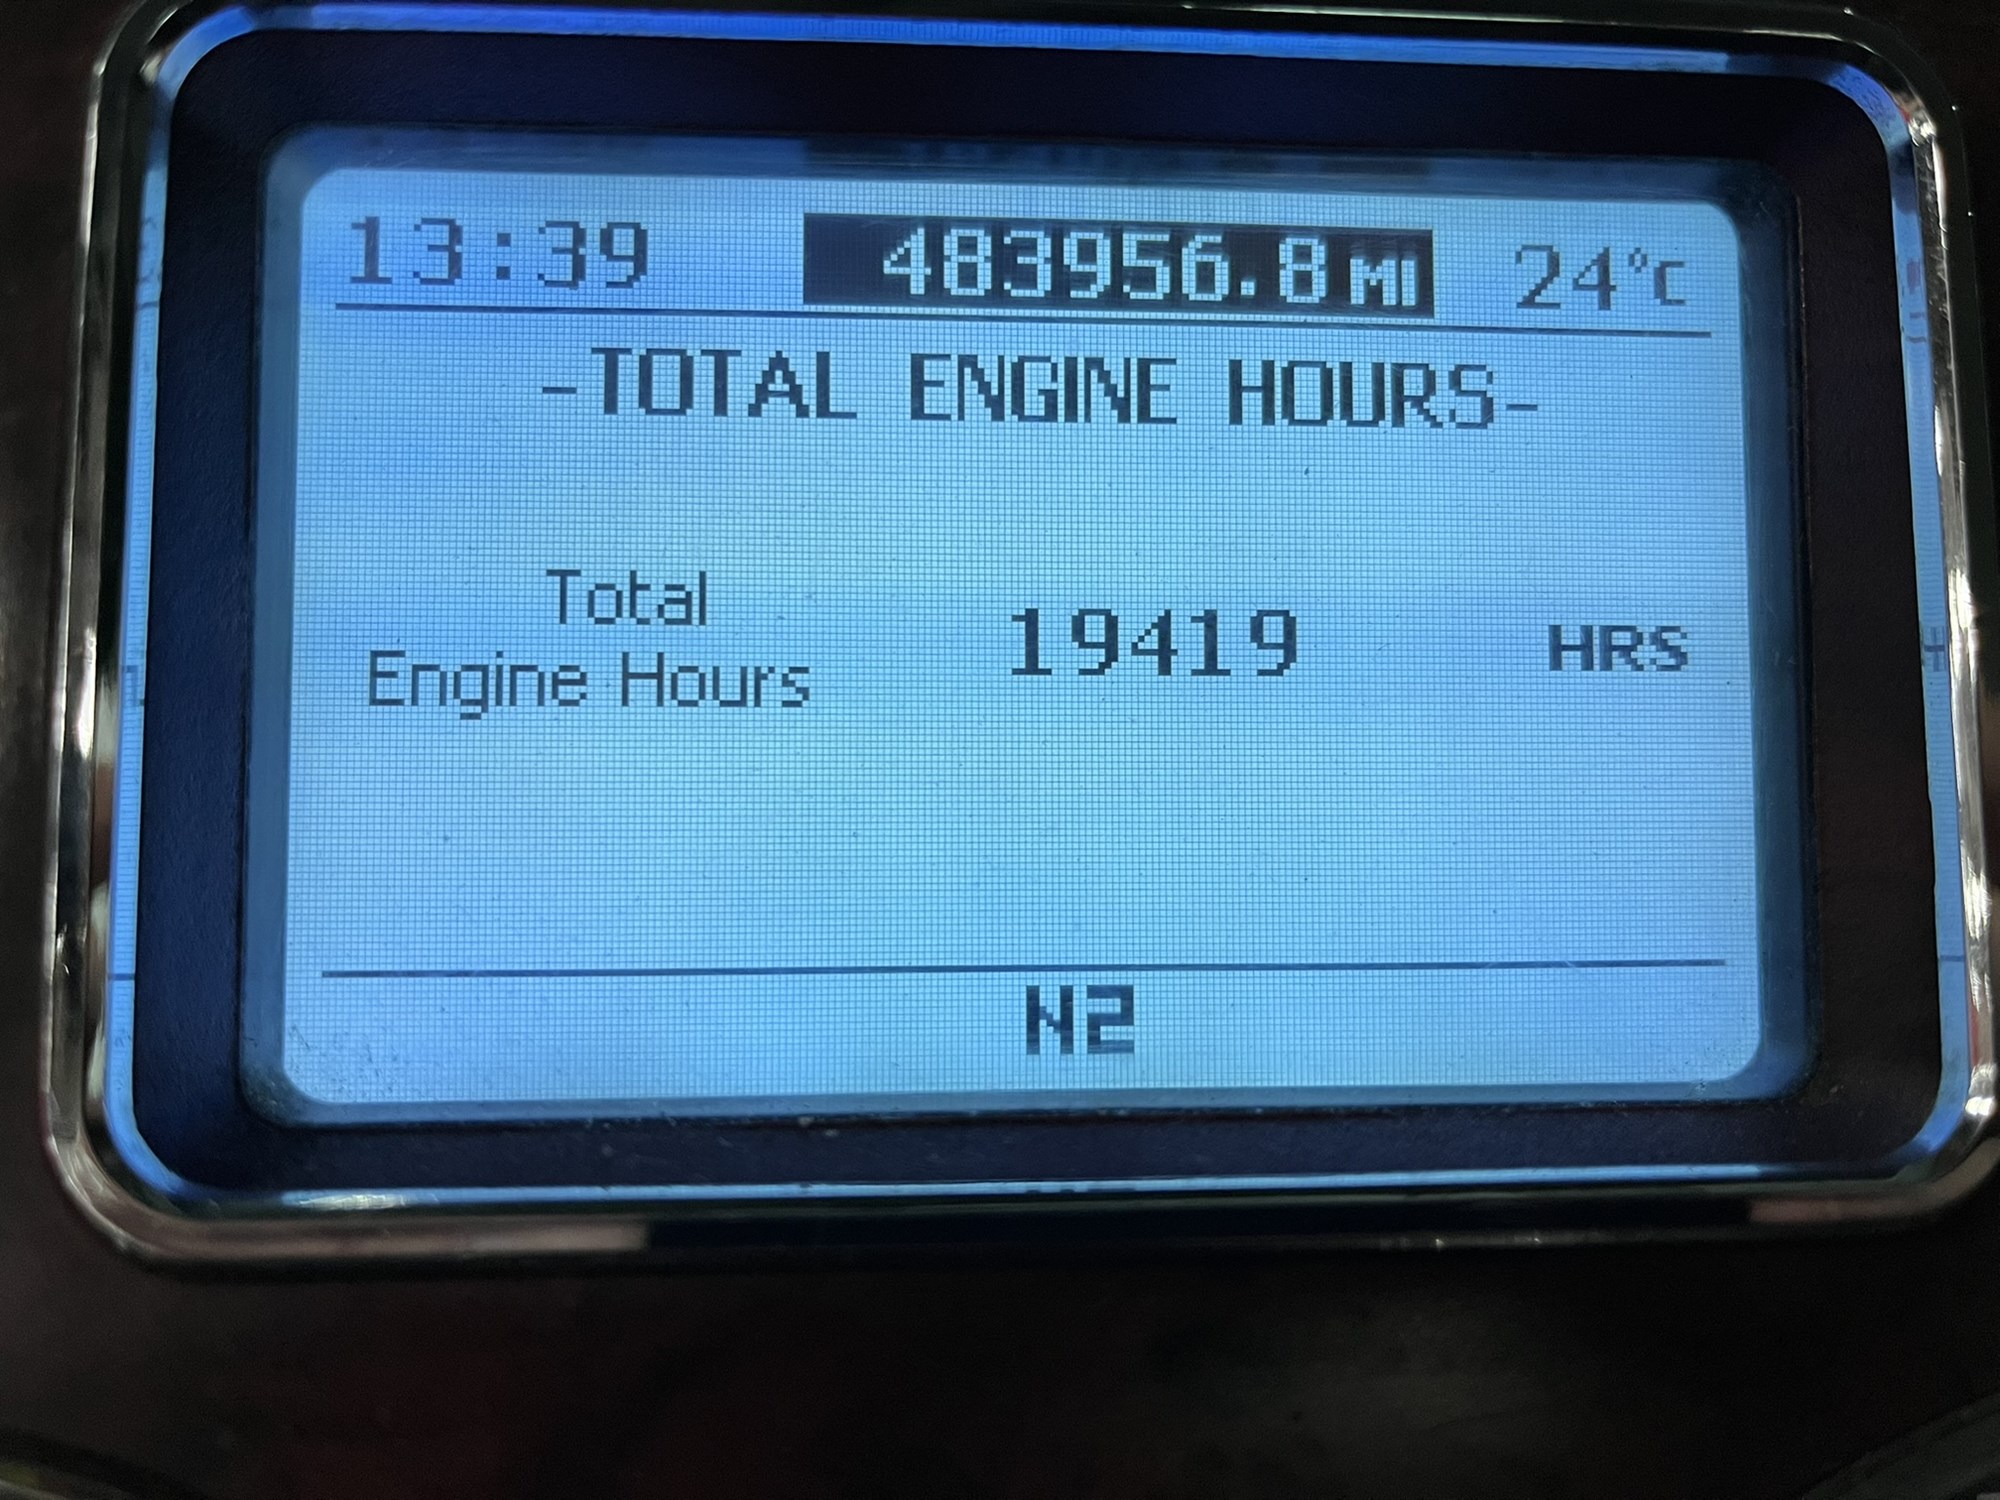 13:39 483956.8 MI 24°C
-TOTAL ENGINE HOURS-
Total
Engine Hours 19419 HRS
N2